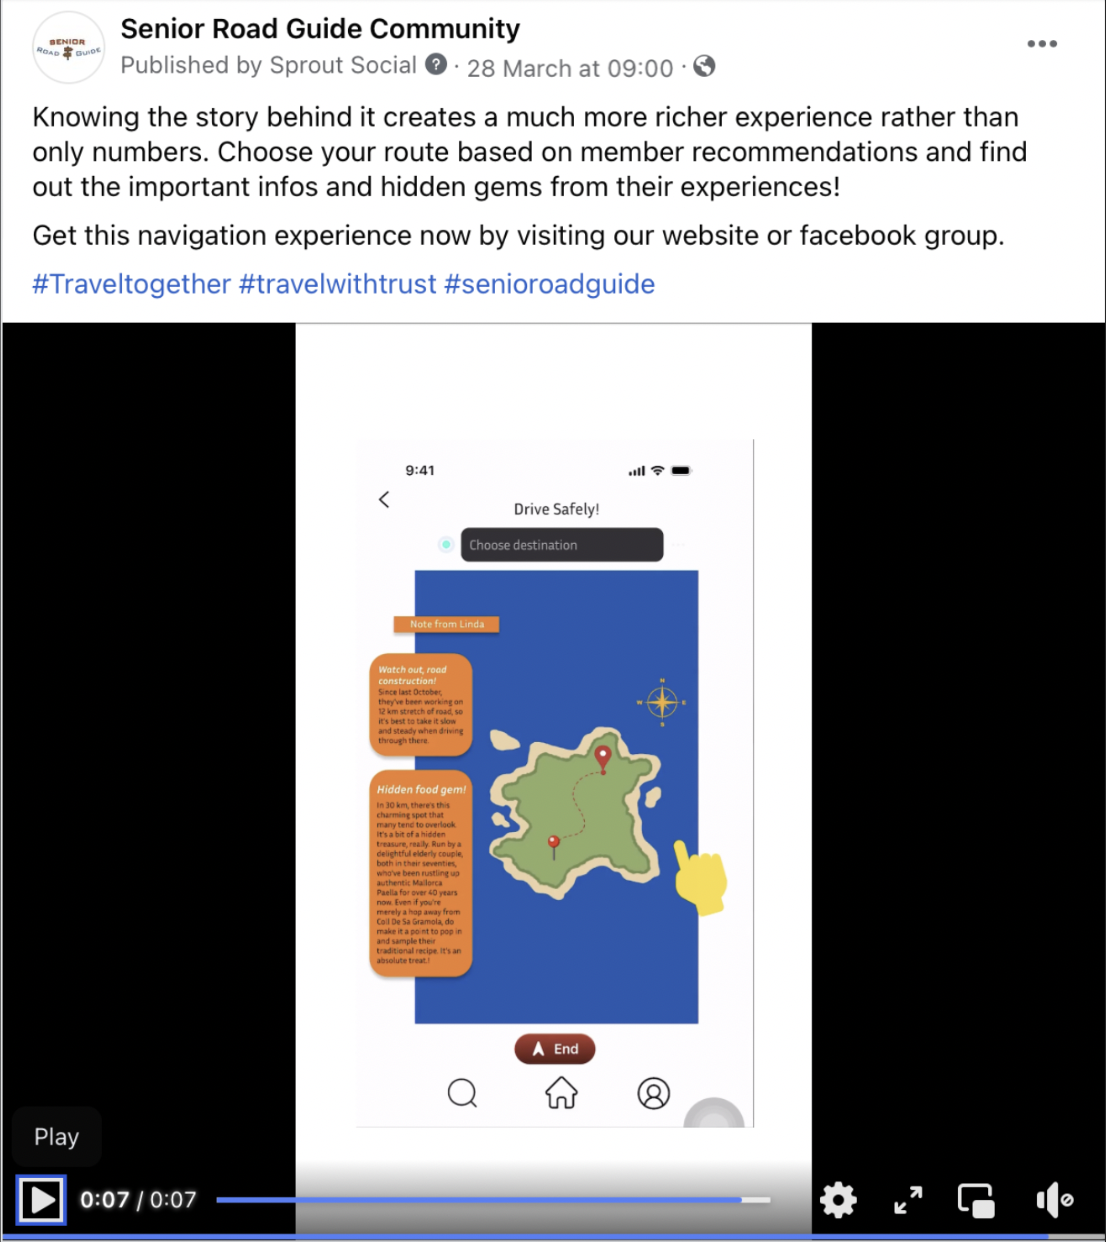 SENIOR
ROAD GUIDE
Senior Road Guide Community
Published by Sprout Social ? · 28 March at 09:00 ·
Knowing the story behind it creates a much more richer experience rather than
only numbers. Choose your route based on member recommendations and find
out the important infos and hidden gems from their experiences!
Get this navigation experience now by visiting our website or facebook group.
#Traveltogether #travelwithtrust #senioroadguide
9:41
Drive Safely!
Choose destination
Note from Linda
Watch out, road
construction!
Since last October,
they've been working on
12 km stretch of road, so
it's best to take it slow
and steady when driving
through there.
N
W E
S
Hidden food gem!
In 30 km, there's this
charming spot that
many tend to overlook
It's a bit of a hidden
treasure, really. Run by a
delightful elderly couple,
both in their seventies,
who've been rustling up
authentic Mallorca
Paella for over 40 years
now. Even if you're
merely a hop away from
Coll De Sa Gramola, do
make it a point to pop in
and sample their
traditional recipe. It's an
absolute treat!
End
Play
0:07 / 0:07